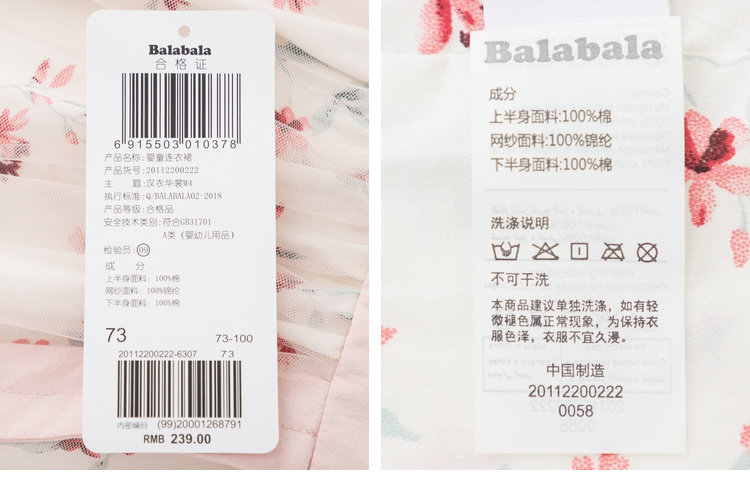 Balabala
合格证
6 915503 010378
产品名称:婴童连衣裙
产品货号:20112200222
主 题:汉衣华裳M4
执行标准:Q/BALABALA02-2018
产品等级:合格品
安全技术类别:符合GB31701
A类（婴幼儿用品）
检验员:09
成 分
上半身面料: 100%棉
网纱面料: 100%锦纶
下半身面料: 100%棉
73 73-100
20112200222-6307 73
内部编码 (99)20001268791
RMB 239.00
Balabala
成分
上半身面料:100%棉
网纱面料:100%锦纶
下半身面料:100%棉
洗涤说明
不可干洗
本商品建议单独洗涤，如有轻
微褪色属正常现象，为保持衣
服色泽，衣服不宜久浸。
中国制造
20112200222
0058